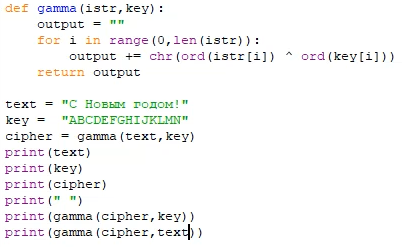 def gamma(istr,key):
    output = ""
    for i in range(0,len(istr)):
        output += chr(ord(istr[i]) ^ ord(key[i]))
    return output

text = "С Новым годом!"
key =  "ABCDEFGHIJKLMN"
cipher = gamma(text,key)
print(text)
print(key)
print(cipher)
print(" ")
print(gamma(cipher,key))
print(gamma(cipher,text))